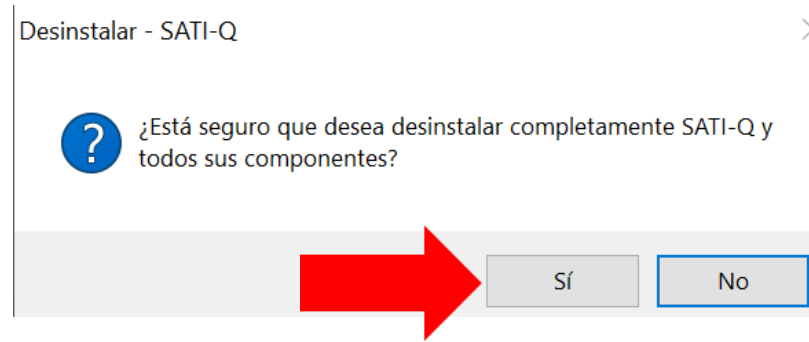 Desinstalar - SATI-Q
¿Está seguro que desea desinstalar completamente SATI-Q y
todos sus componentes?
Sí
No